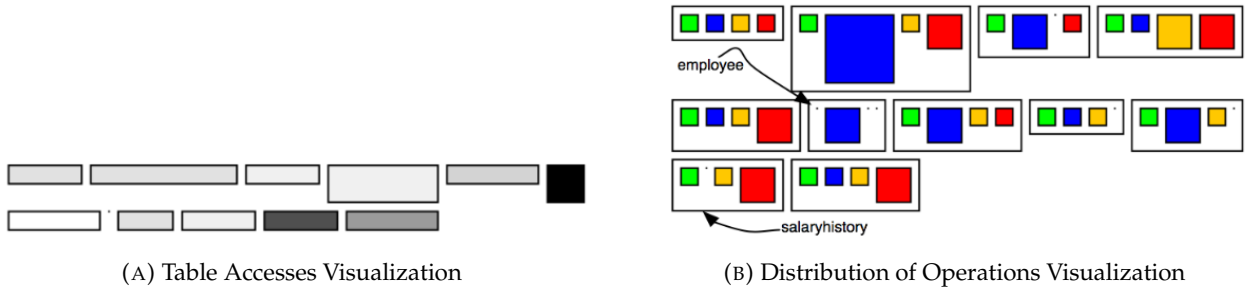 employee
salaryhistory
(A) Table Accesses Visualization
(B) Distribution of Operations Visualization